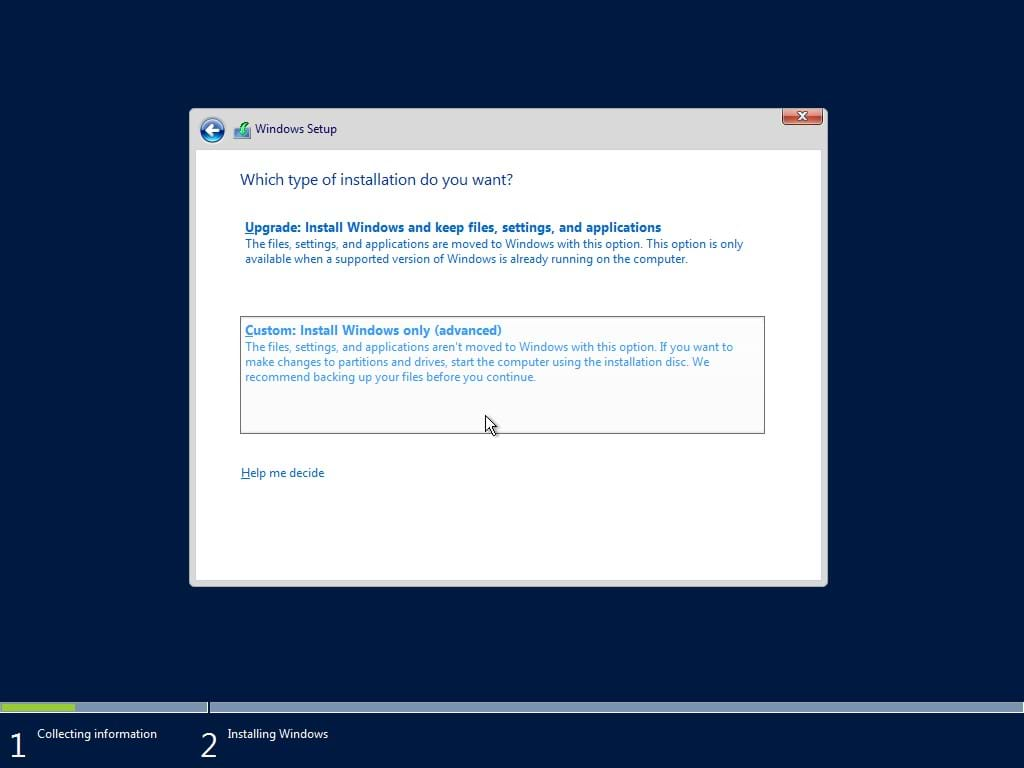 Windows Setup
Which type of installation do you want?
Upgrade: Install Windows and keep files, settings, and applications
The files, settings, and applications are moved to Windows with this option. This option is only
available when a supported version of Windows is already running on the computer.
Custom: Install Windows only (advanced)
The files, settings, and applications aren't moved to Windows with this option. If you want to
make changes to partitions and drives, start the computer using the installation disc. We
recommend backing up your files before you continue.
Help me decide
1 Collecting information
2 Installing Windows